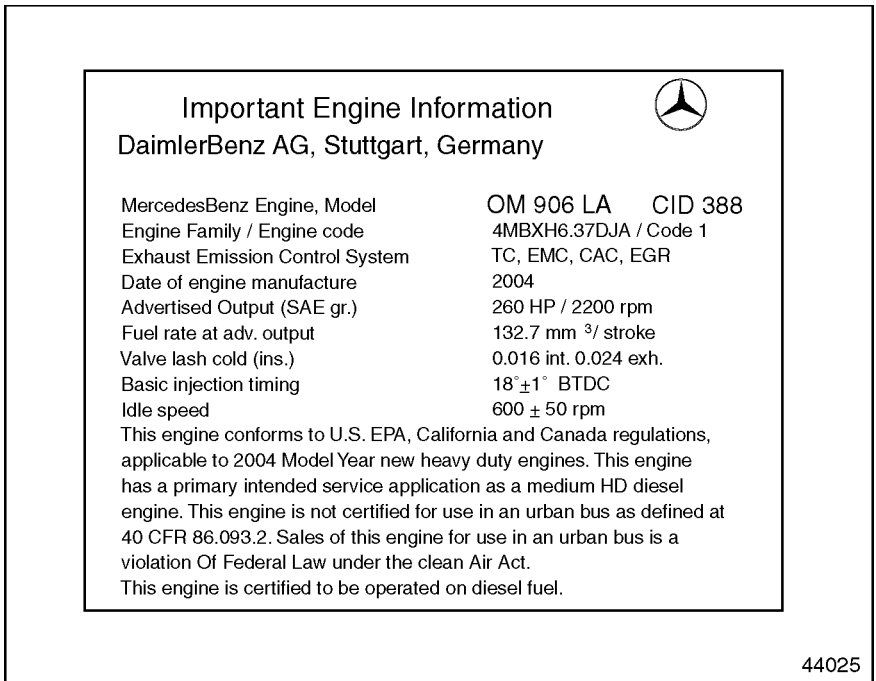 Important Engine Information
DaimlerBenz AG, Stuttgart, Germany
MercedesBenz Engine, Model OM 906 LA CID 388
Engine Family / Engine code 4MBXH6.37DJA / Code 1
Exhaust Emission Control System TC, EMC, CAC, EGR
Date of engine manufacture 2004
Advertised Output (SAE gr.) 260 HP / 2200 rpm
Fuel rate at adv. output 132.7 mm ³/ stroke
Valve lash cold (ins.) 0.016 int. 0.024 exh.
Basic injection timing 18°±1° BTDC
Idle speed 600 ± 50 rpm
This engine conforms to U.S. EPA, California and Canada regulations,
applicable to 2004 Model Year new heavy duty engines. This engine
has a primary intended service application as a medium HD diesel
engine. This engine is not certified for use in an urban bus as defined at
40 CFR 86.093.2. Sales of this engine for use in an urban bus is a
violation Of Federal Law under the clean Air Act.
This engine is certified to be operated on diesel fuel.
44025